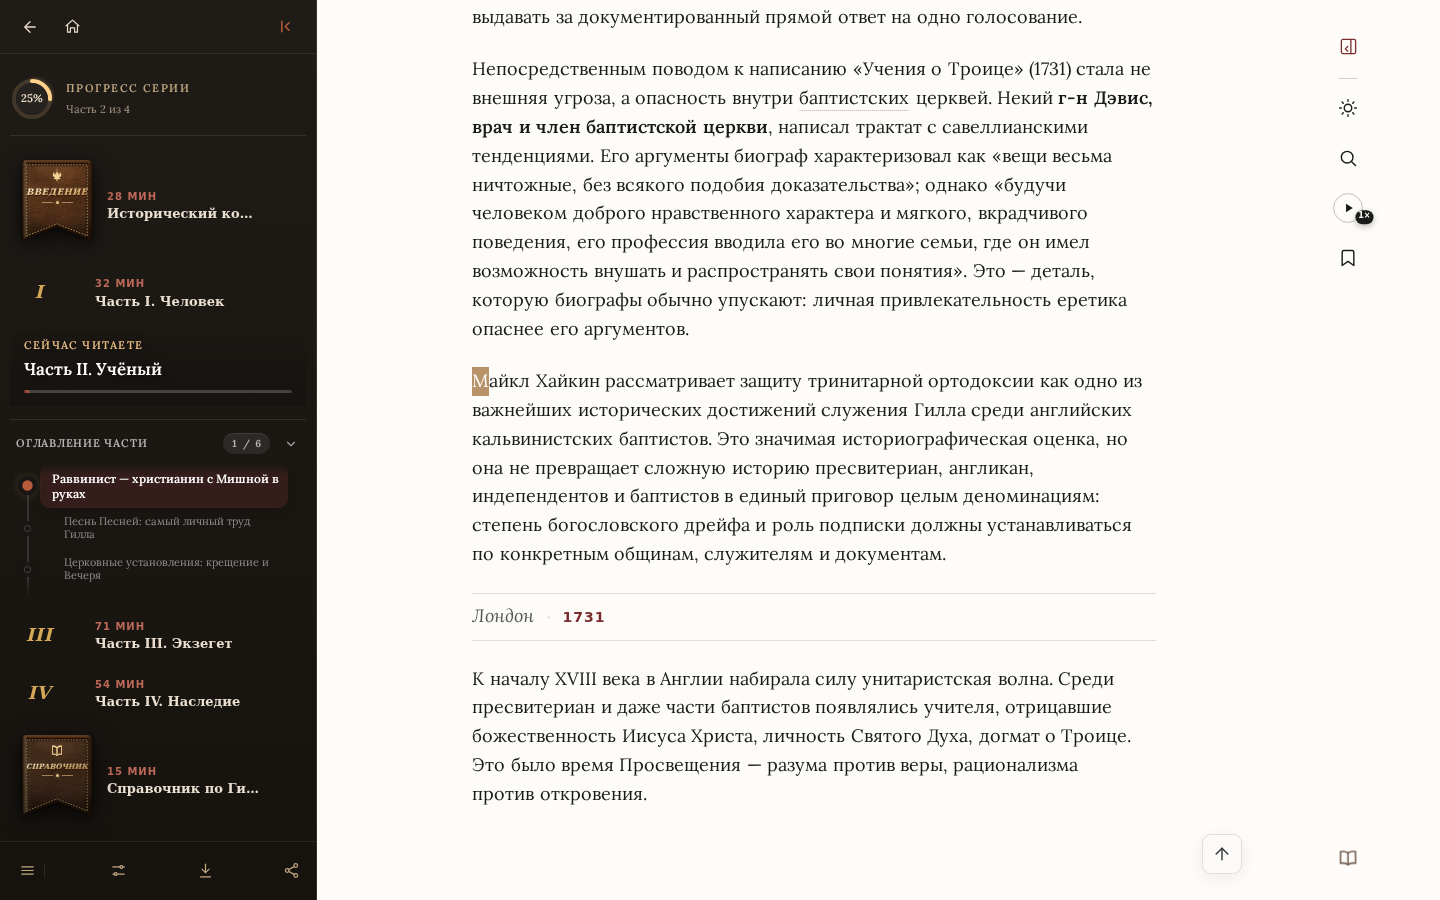 25%
ПРОГРЕСС СЕРИИ
Часть 2 из 4
ВВЕДЕНИЕ
28 МИН
Исторический ко...
I
32 МИН
Часть I. Человек
СЕЙЧАС ЧИТАЕТЕ
Часть II. Учёный
ОГЛАВЛЕНИЕ ЧАСТИ
1 / 6
Раввинист — христианин с Мишной в
руках
Песнь Песней: самый личный труд
Гилла
Церковные установления: крещение и
Вечеря
III
71 МИН
Часть III. Экзегет
IV
54 МИН
Часть IV. Наследие
СПРАВОЧНИК
15 МИН
Справочник по Ги...
выдавать за документированный прямой ответ на одно голосование.
Непосредственным поводом к написанию «Учения о Троице» (1731) стала не
внешняя угроза, а опасность внутри баптистских церквей. Некий г-н Дэвис,
врач и член баптистской церкви, написал трактат с савеллианскими
тенденциями. Его аргументы биограф характеризовал как «вещи весьма
ничтожные, без всякого подобия доказательства»; однако «будучи
человеком доброго нравственного характера и мягкого, вкрадчивого
поведения, его профессия вводила его во многие семьи, где он имел
возможность внушать и распространять свои понятия». Это — деталь,
которую биографы обычно упускают: личная привлекательность еретика
опаснее его аргументов.
Майкл Хайкин рассматривает защиту тринитарной ортодоксии как одно из
важнейших исторических достижений служения Гилла среди английских
кальвинистских баптистов. Это значимая историографическая оценка, но
она не превращает сложную историю пресвитериан, англикан,
индепендентов и баптистов в единый приговор целым деноминациям:
степень богословского дрейфа и роль подписки должны устанавливаться
по конкретным общинам, служителям и документам.
Лондон · 1731
К началу XVIII века в Англии набирала силу унитаристская волна. Среди
пресвитериан и даже части баптистов появлялись учителя, отрицавшие
божественность Иисуса Христа, личность Святого Духа, догмат о Троице.
Это было время Просвещения — разума против веры, рационализма
против откровения.
1×